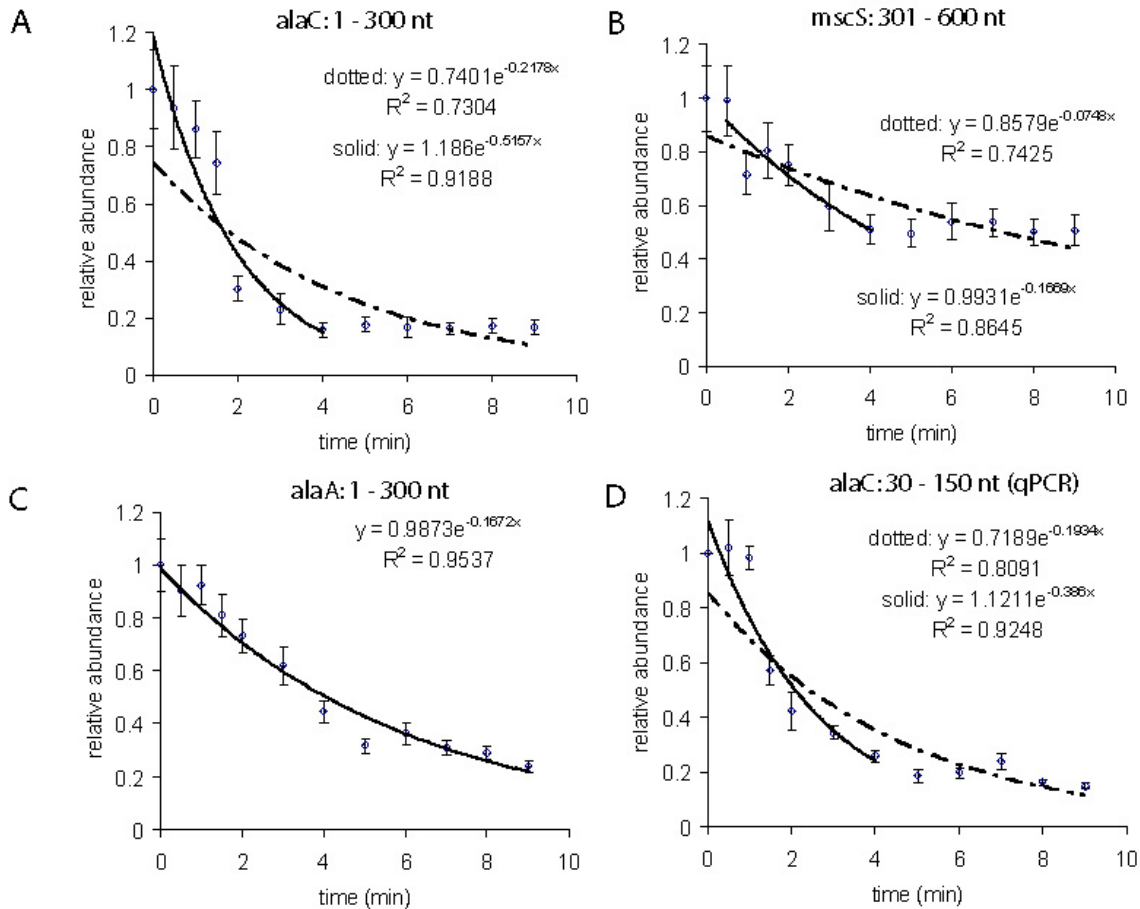 A
alaC: 1 - 300 nt
1.2
1
0.8
0.6
0.4
0.2
0
relative abundance
dotted: y = 0.7401e^-0.2178x
R² = 0.7304
solid: y = 1.186e^-0.5157x
R² = 0.9188
0 2 4 6 8 10
time (min)
B
mscS: 301 - 600 nt
1.2
1
0.8
0.6
0.4
0.2
0
relative abundance
dotted: y = 0.8579e^-0.0748x
R² = 0.7425
solid: y = 0.9931e^-0.1669x
R² = 0.8645
0 2 4 6 8 10
time (min)
C
alaA: 1 - 300 nt
1.2
1
0.8
0.6
0.4
0.2
0
relative abundance
y = 0.9873e^-0.1672x
R² = 0.9537
0 2 4 6 8 10
time (min)
D
alaC: 30 - 150 nt (qPCR)
1.2
1
0.8
0.6
0.4
0.2
0
relative abundance
dotted: y = 0.7189e^-0.1934x
R² = 0.8091
solid: y = 1.1211e^-0.386x
R² = 0.9248
0 2 4 6 8 10
time (min)